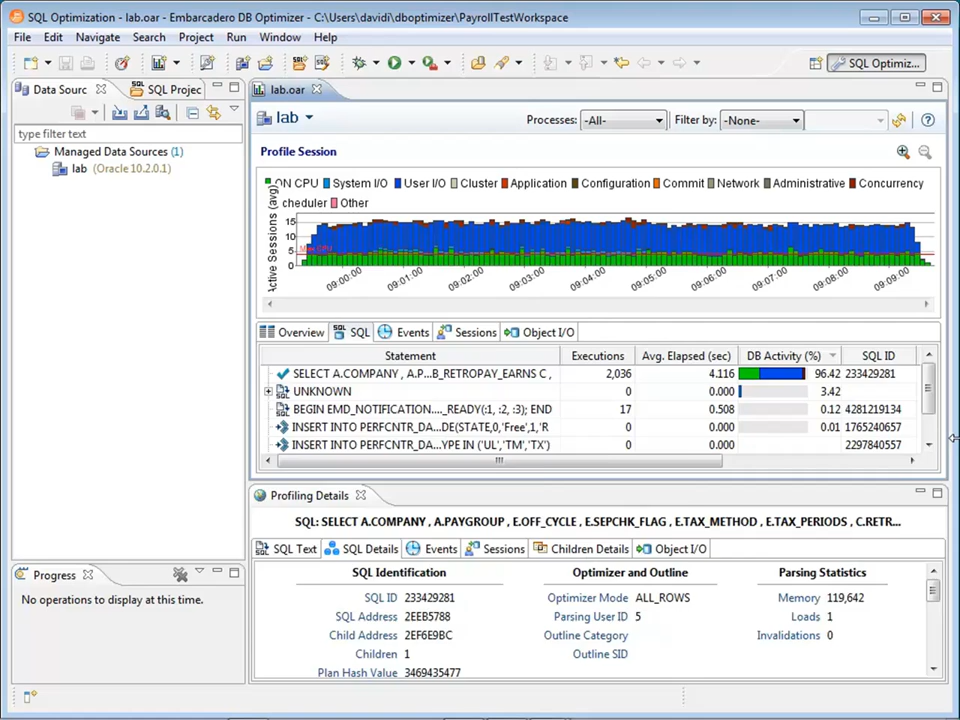 SQL Optimization - lab.oar - Embarcadero DB Optimizer - C:\Users\davidi\dboptimizer\PayrollTestWorkspace
File Edit Navigate Search Project Run Window Help
SQL Optimiz...
Data Sourc SQL Projec
type filter text
Managed Data Sources (1)
lab (Oracle 10.2.0.1)
lab.oar
lab Processes: -All- Filter by: -None-
Profile Session
ON CPU System I/O User I/O Cluster Application Configuration Commit Network Administrative Concurrency
cheduler Other
Active Sessions (avg)
15
10
5
0
Max CPU
09:00:00 09:01:00 09:02:00 09:03:00 09:04:00 09:05:00 09:06:00 09:07:00 09:08:00 09:09:00
Overview SQL Events Sessions Object I/O
Statement Executions Avg. Elapsed (sec) DB Activity (%) SQL ID
SELECT A.COMPANY , A.P...B_RETROPAY_EARNS C , 2,036 4.116 96.42 233429281
UNKNOWN 0 0.000 3.42
BEGIN EMD_NOTIFICATION...._READY(:1, :2, :3); END 17 0.508 0.12 4281219134
INSERT INTO PERFCNTR_DA...DE(STATE,0,'Free',1,'R 0 0.000 0.01 1765240657
INSERT INTO PERFCNTR_DA...YPE IN ('UL','TM','TX') 0 0.000 2297840557
Profiling Details
SQL: SELECT A.COMPANY , A.PAYGROUP , E.OFF_CYCLE , E.SEPCHK_FLAG , E.TAX_METHOD , E.TAX_PERIODS , C.RETR...
SQL Text SQL Details Events Sessions Children Details Object I/O
SQL Identification
SQL ID 233429281
SQL Address 2EEB5788
Child Address 2EF6E9BC
Children 1
Plan Hash Value 3469435477
Optimizer and Outline
Optimizer Mode ALL_ROWS
Parsing User ID 5
Outline Category
Outline SID
Parsing Statistics
Memory 119,642
Loads 1
Invalidations 0
Progress
No operations to display at this time.